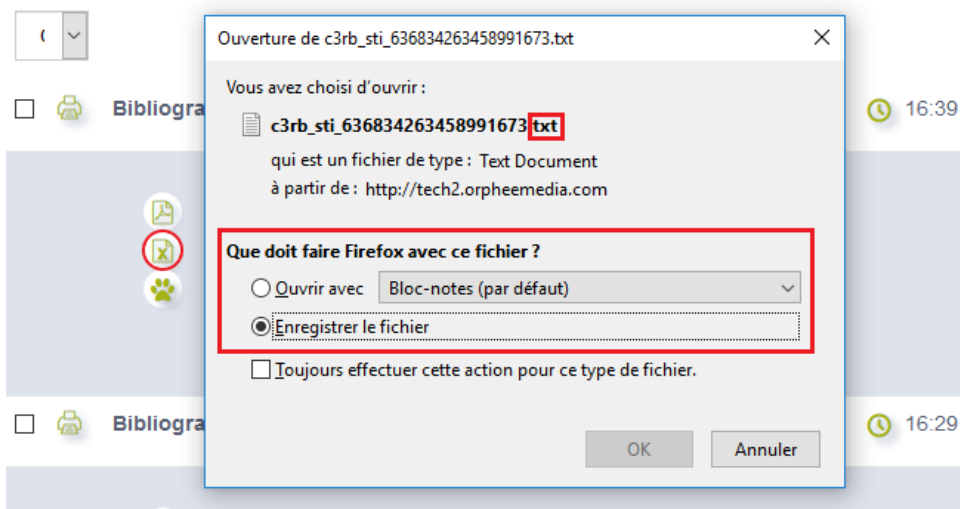 Ouverture de c3rb_sti_636834263458991673.txt
Vous avez choisi d'ouvrir :
c3rb_sti_636834263458991673.txt
qui est un fichier de type : Text Document
à partir de : http://tech2.orpheemedia.com
Bibliogra
16:39
Que doit faire Firefox avec ce fichier ?
Ouvrir avec Bloc-notes (par défaut)
Enregistrer le fichier
Toujours effectuer cette action pour ce type de fichier.
Bibliogra
16:29
OK Annuler